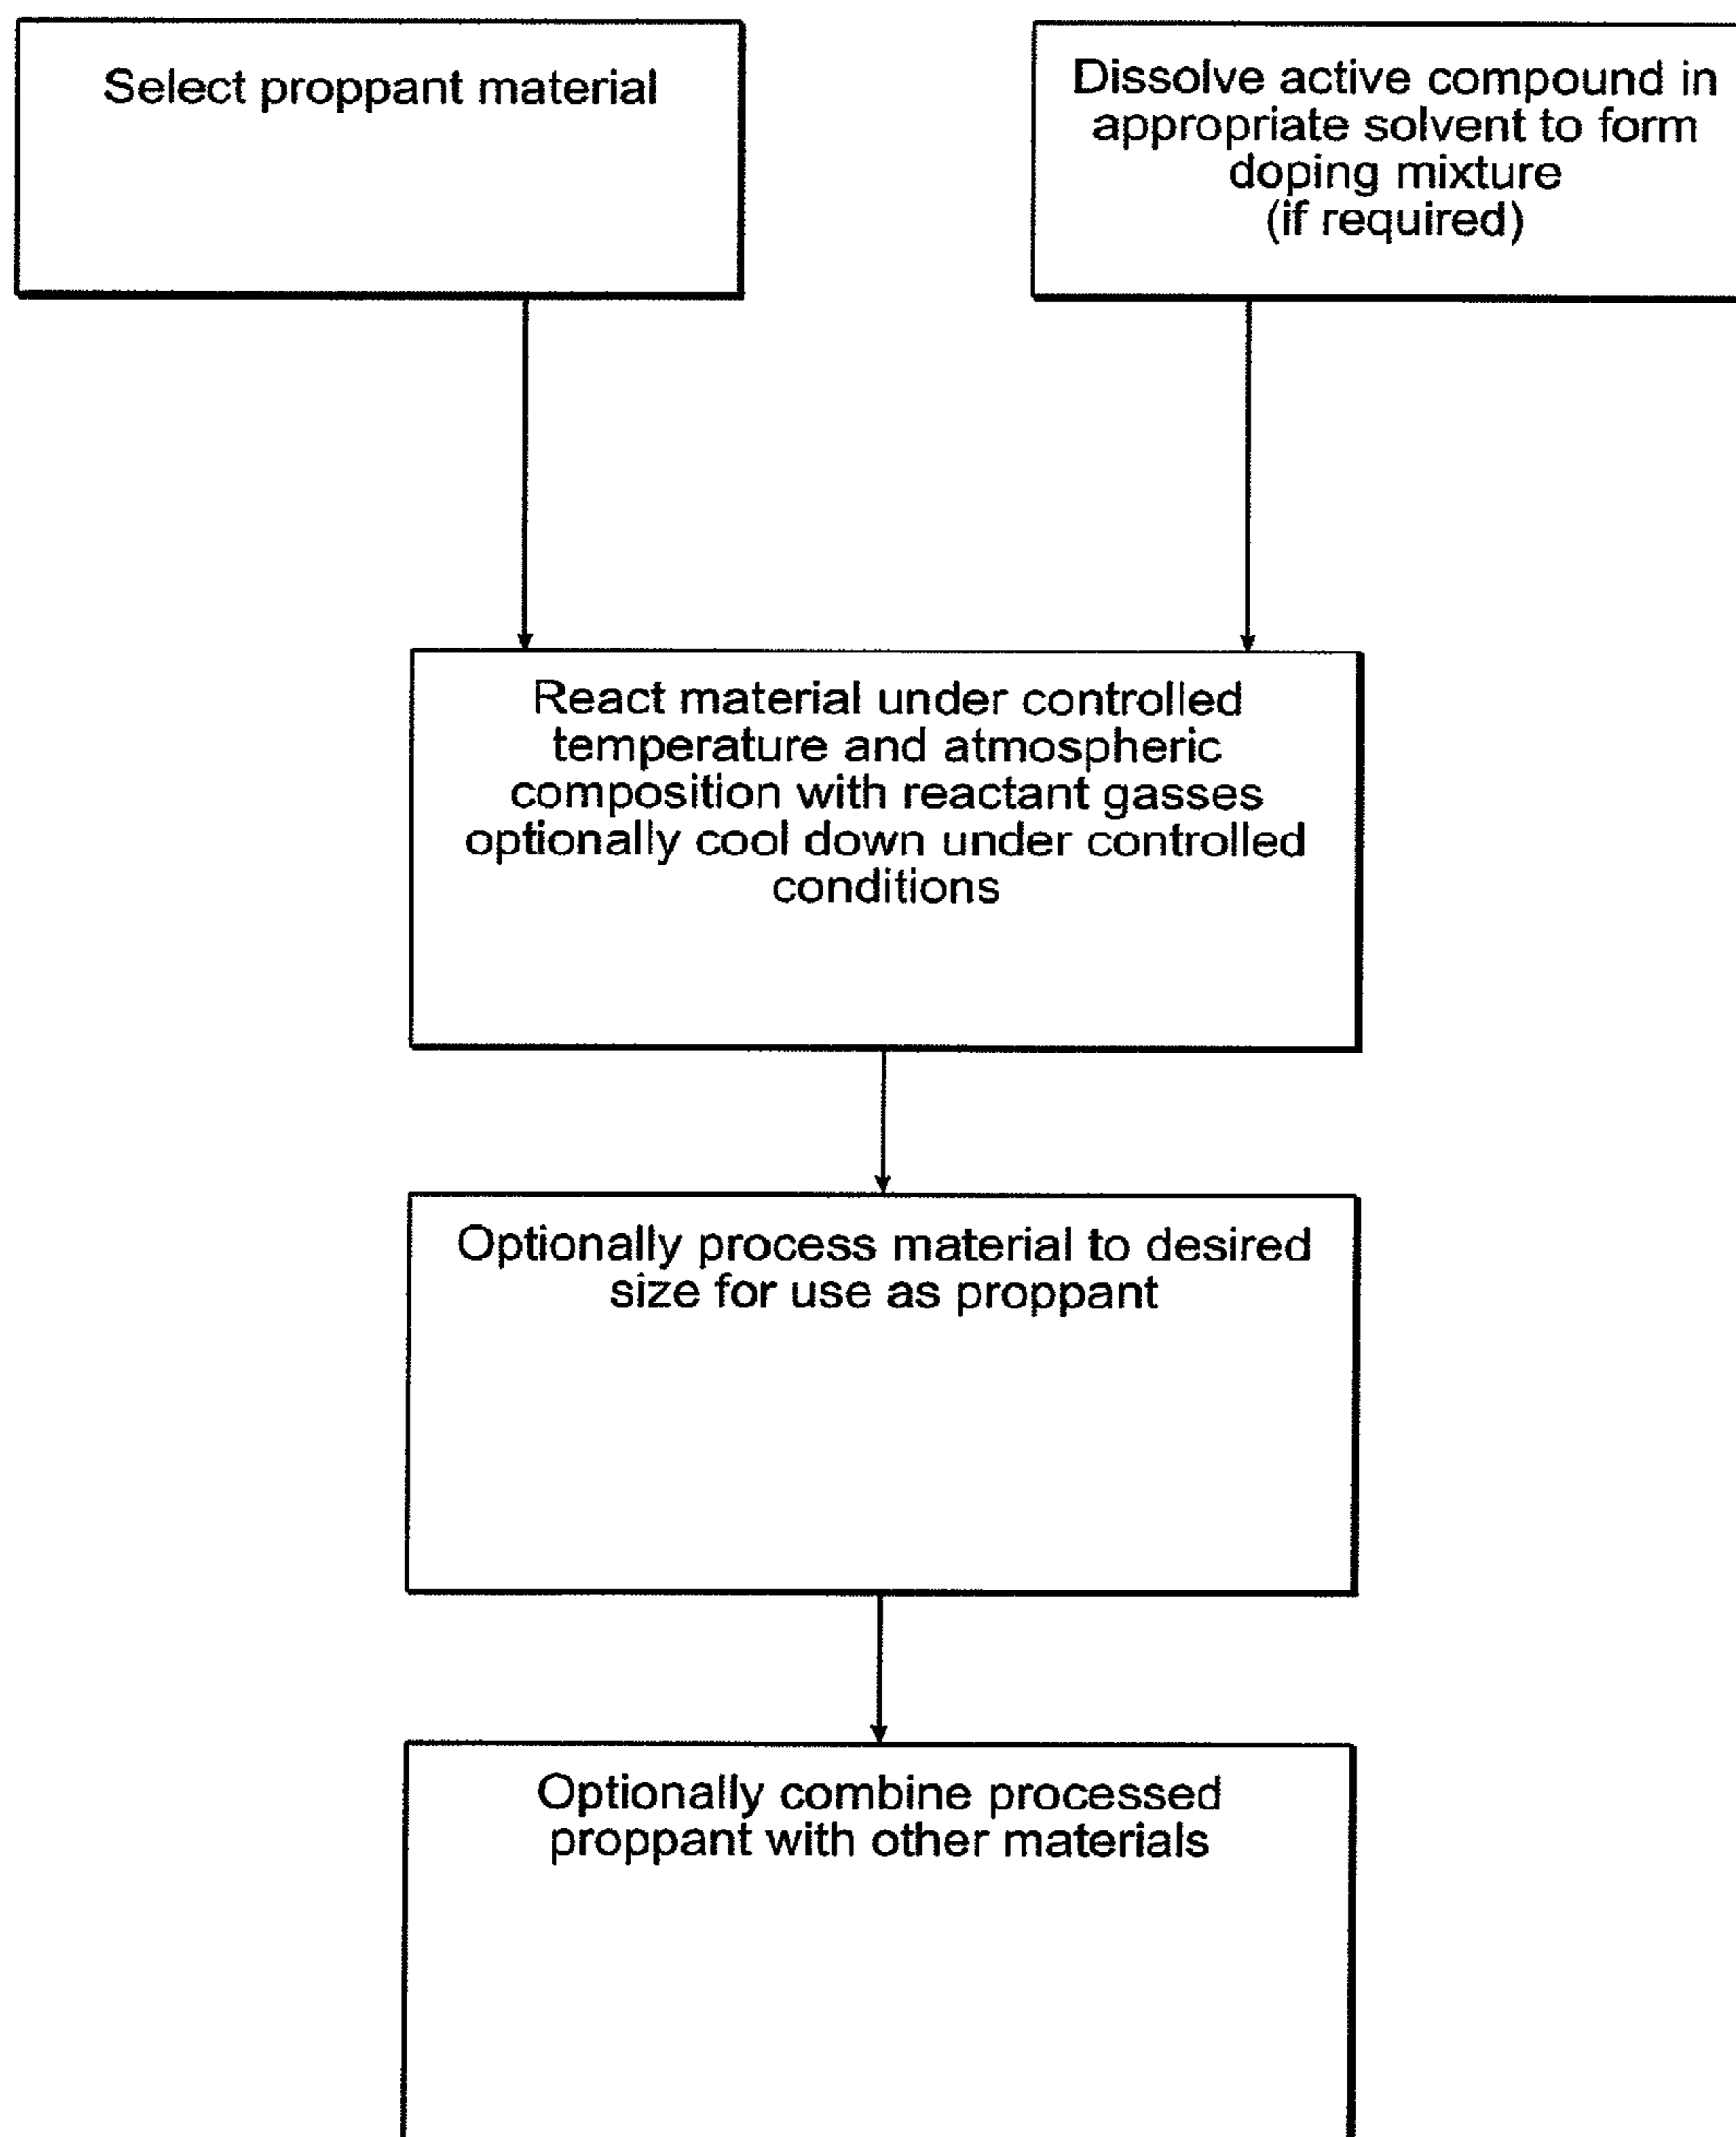 Select proppant material
Dissolve active compound in
appropriate solvent to form
doping mixture
(if required)
React material under controlled
temperature and atmospheric
composition with reactant gasses
optionally cool down under controlled
conditions
Optionally process material to desired
size for use as proppant
Optionally combine processed
proppant with other materials